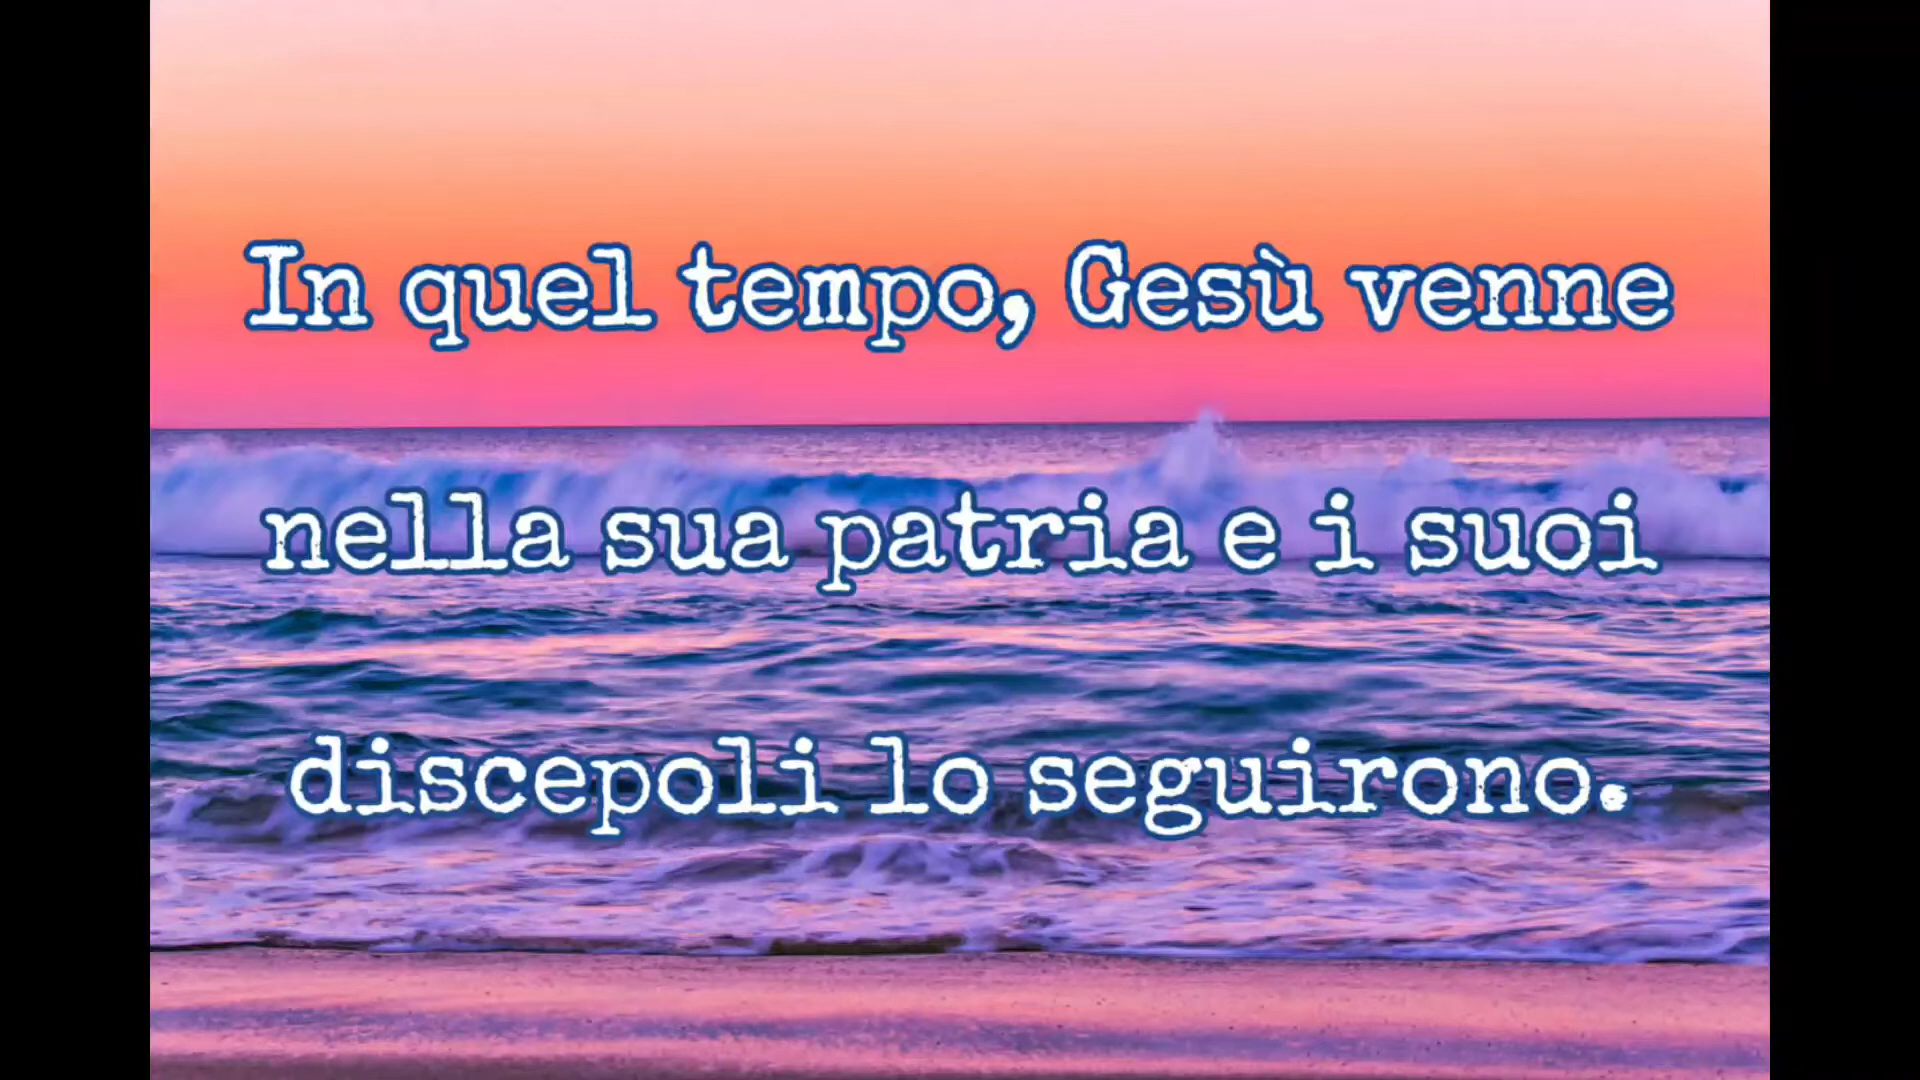 In quel tempo, Gesù venne
nella sua patria e i suoi
discepoli lo seguirono.